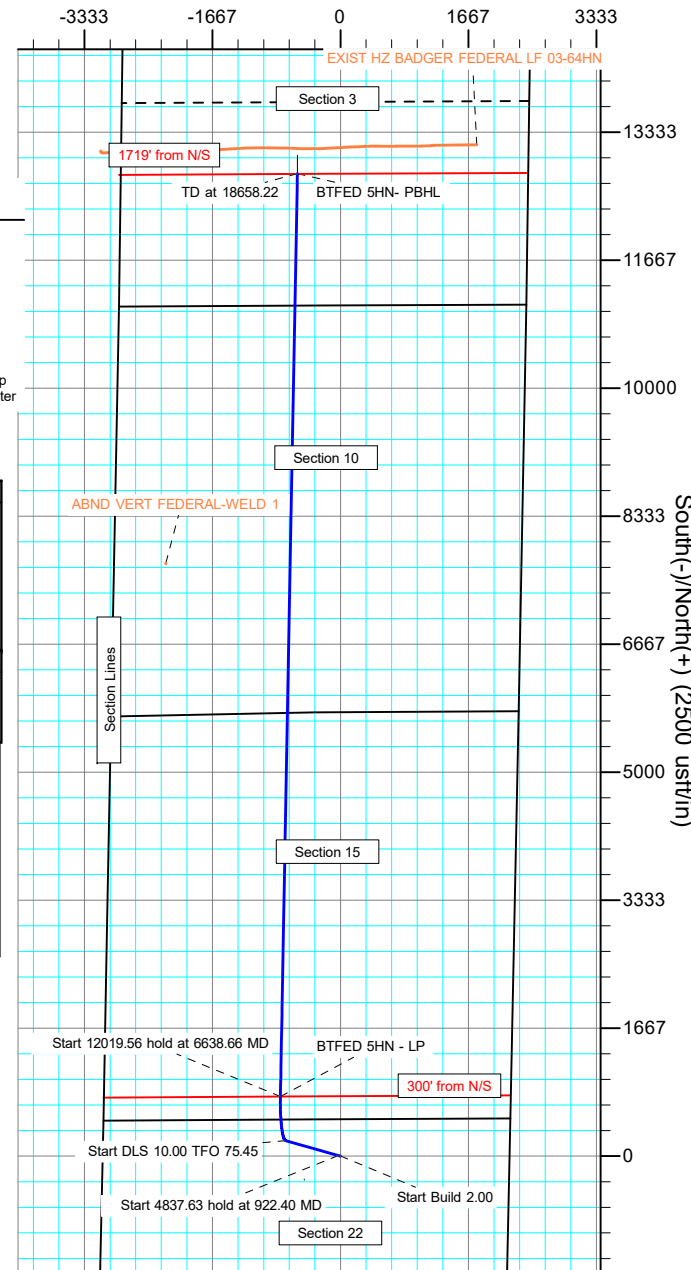 -3333 -1667 0 1667 3333
EXIST HZ BADGER FEDERAL LF 03-64HN
Section 3
13333
1719' from N/S
TD at 18658.22
BTFED 5HN- PBHL
11667
p
ter
10000
Section 10
ABND VERT FEDERAL-WELD 1
8333
South(-)/North(+) (2500 usft/in)
6667
Section Lines
5000
Section 15
3333
1667
Start 12019.56 hold at 6638.66 MD
BTFED 5HN - LP
300' from N/S
Start DLS 10.00 TFO 75.45
0
Start 4837.63 hold at 922.40 MD
Start Build 2.00
Section 22